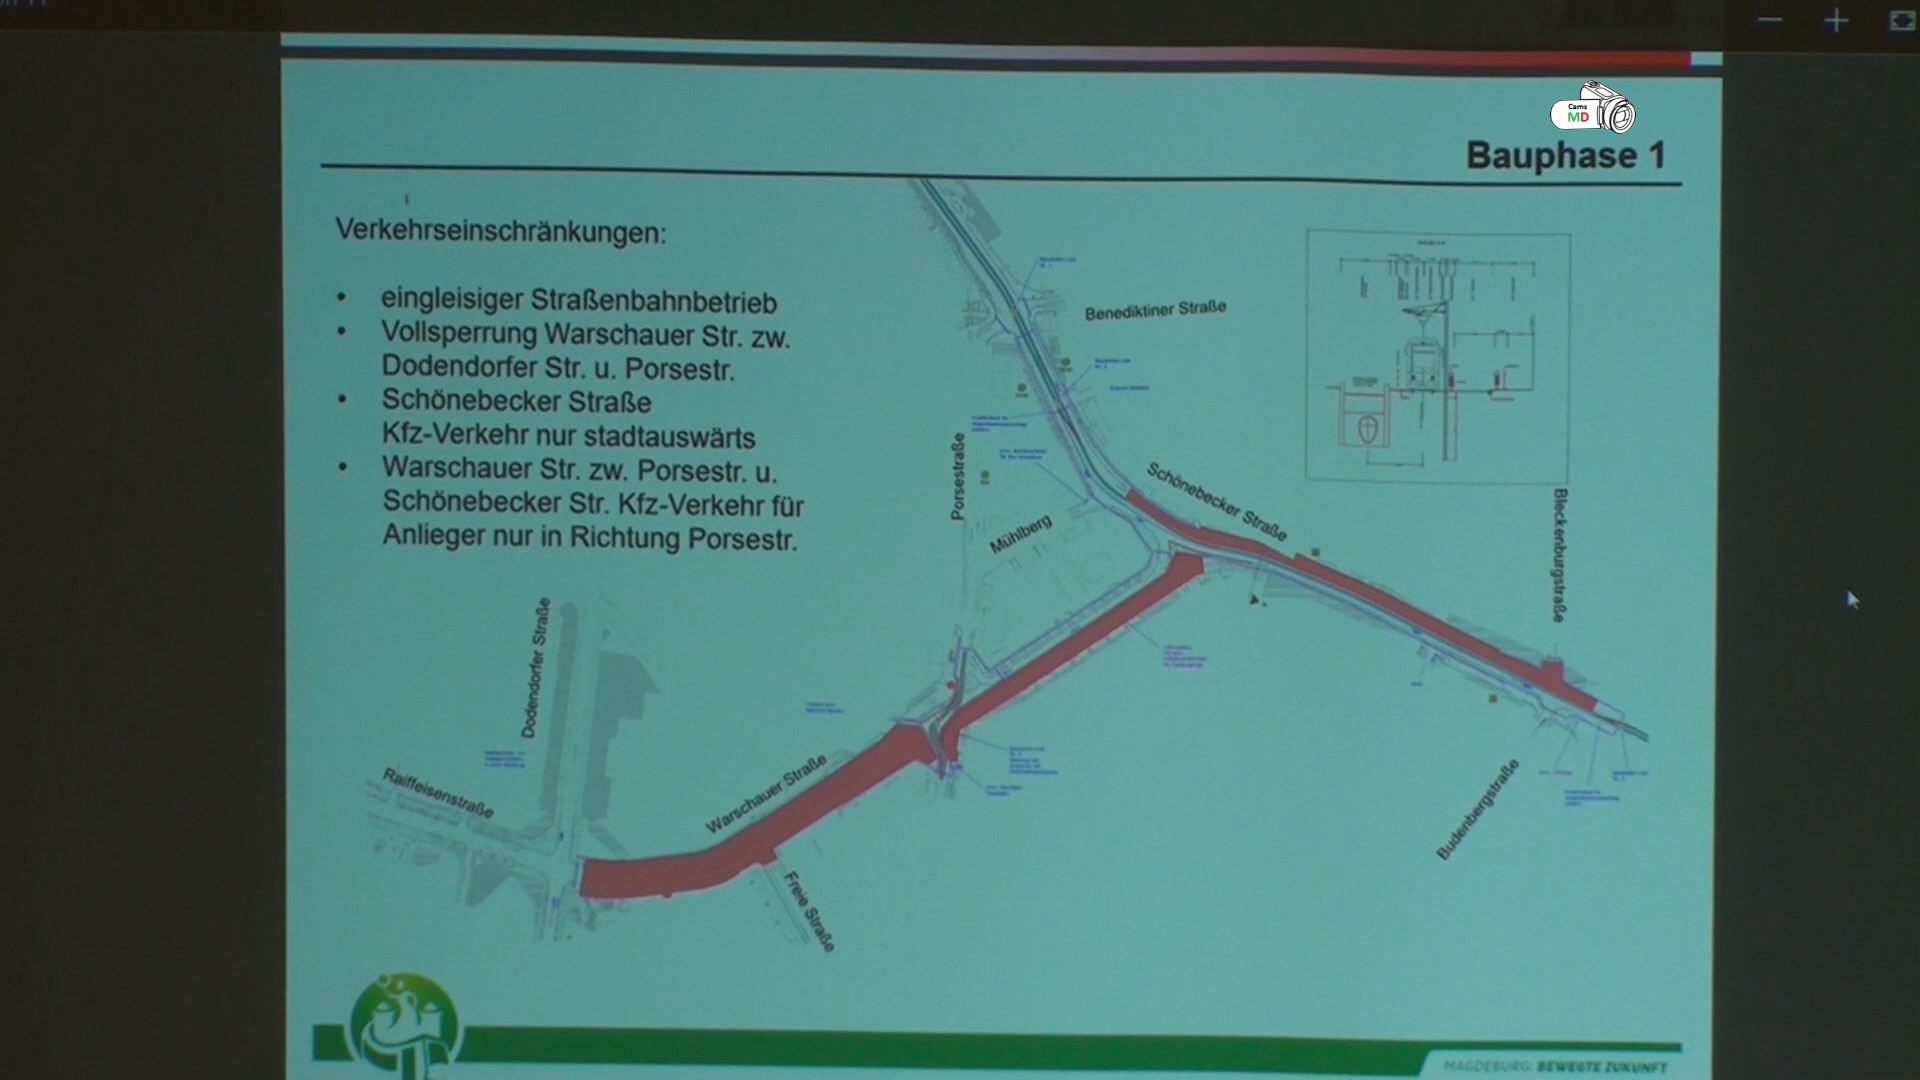 Cams
MD
Bauphase 1
Verkehrseinschränkungen:
• eingleisiger Straßenbahnbetrieb
• Vollsperrung Warschauer Str. zw.
Dodendorfer Str. u. Porsestr.
• Schönebecker Straße
Kfz-Verkehr nur stadtauswärts
• Warschauer Str. zw. Porsestr. u.
Schönebecker Str. Kfz-Verkehr für
Anlieger nur in Richtung Porsestr.
Benediktiner Straße
Porsestraße
Mühlberg
Schönebecker Straße
Bleckenburgstraße
Dodendorfer Straße
Raiffeisenstraße
Warschauer Straße
Freie Straße
Budenbergstraße
MAGDEBURG. BEWEGTE ZUKUNFT